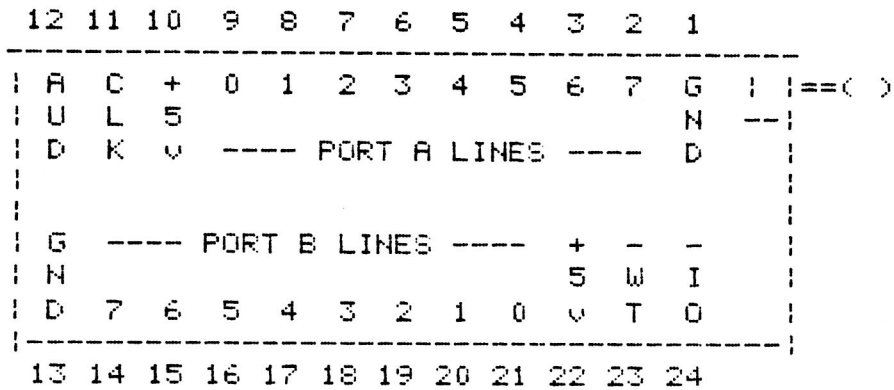 12 11 10 9 8 7 6 5 4 3 2 1
------------------------------------------
| A C + 0 1 2 3 4 5 6 7 G | |==( )
| U L 5 N --|
| D K v ---- PORT A LINES ---- D |
| |
| |
| G ---- PORT B LINES ---- + - - |
| N 5 W I |
| D 7 6 5 4 3 2 1 0 v T O |
|-----------------------------------------|
13 14 15 16 17 18 19 20 21 22 23 24